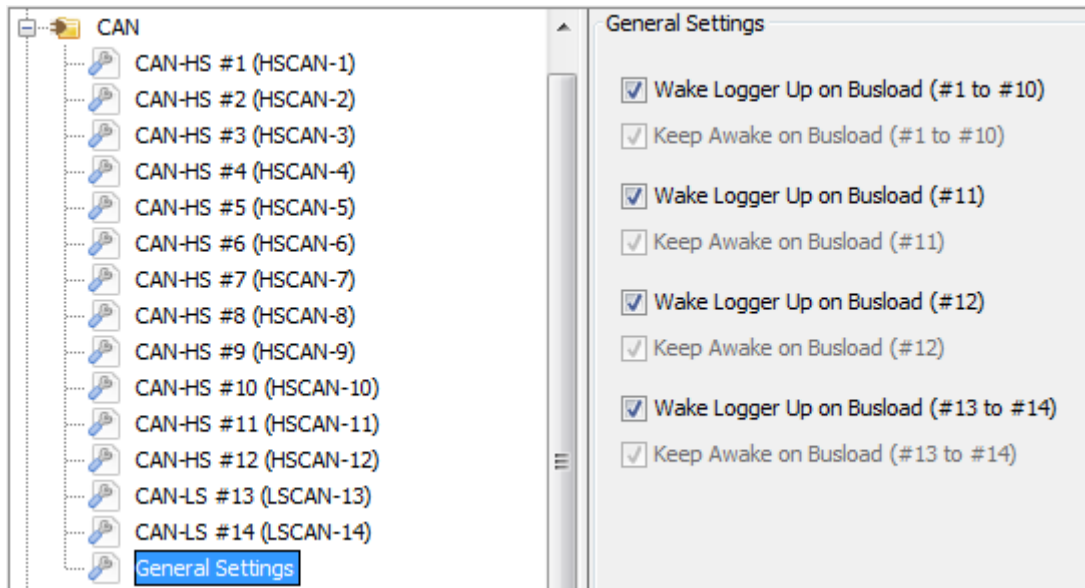 CAN
CAN-HS #1 (HSCAN-1)
CAN-HS #2 (HSCAN-2)
CAN-HS #3 (HSCAN-3)
CAN-HS #4 (HSCAN-4)
CAN-HS #5 (HSCAN-5)
CAN-HS #6 (HSCAN-6)
CAN-HS #7 (HSCAN-7)
CAN-HS #8 (HSCAN-8)
CAN-HS #9 (HSCAN-9)
CAN-HS #10 (HSCAN-10)
CAN-HS #11 (HSCAN-11)
CAN-HS #12 (HSCAN-12)
CAN-LS #13 (LSCAN-13)
CAN-LS #14 (LSCAN-14)
General Settings
General Settings
Wake Logger Up on Busload (#1 to #10)
Keep Awake on Busload (#1 to #10)
Wake Logger Up on Busload (#11)
Keep Awake on Busload (#11)
Wake Logger Up on Busload (#12)
Keep Awake on Busload (#12)
Wake Logger Up on Busload (#13 to #14)
Keep Awake on Busload (#13 to #14)